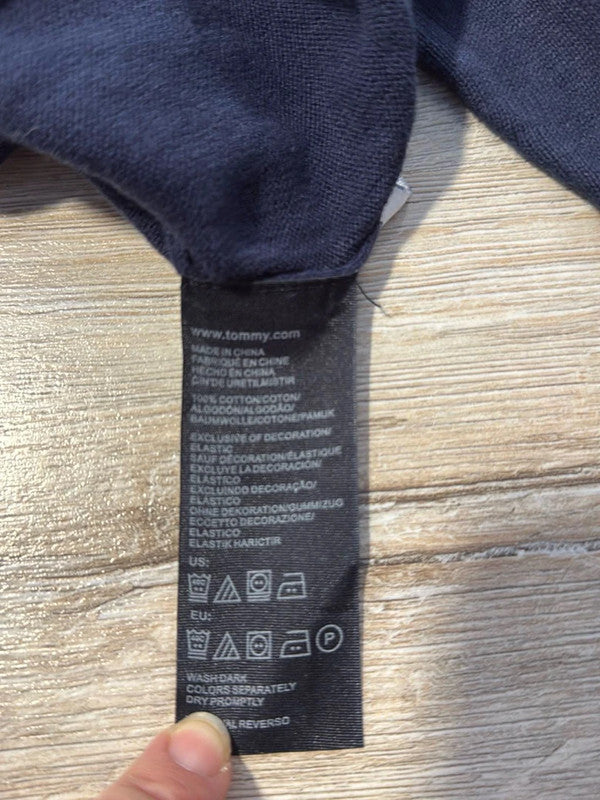 www.tommy.com
MADE IN CHINA
FABRIQUÉ EN CHINE
HECHO EN CHINA
ÇIN'DE URETILMISTIR
100% COTTON/COTON/
ALGODÓN/ALGODÃO/
BAUMWOLLE/COTONE/PAMUK
EXCLUSIVE OF DECORATION/
ELASTIC
SAUF DÉCORATION/ÉLASTIQUE
EXCLUYE LA DECORACIÓN/
ELÁSTICO
EXCLUINDO DECORAÇÃO/
ELÁSTICO
OHNE DEKORATION/GUMMIZUG
ECCETTO DECORAZIONE/
ELASTICO
ELASTIK HARICTIR
US:
EU:
P
WASH DARK
COLORS SEPARATELY
DRY PROMPTLY
REVERSO